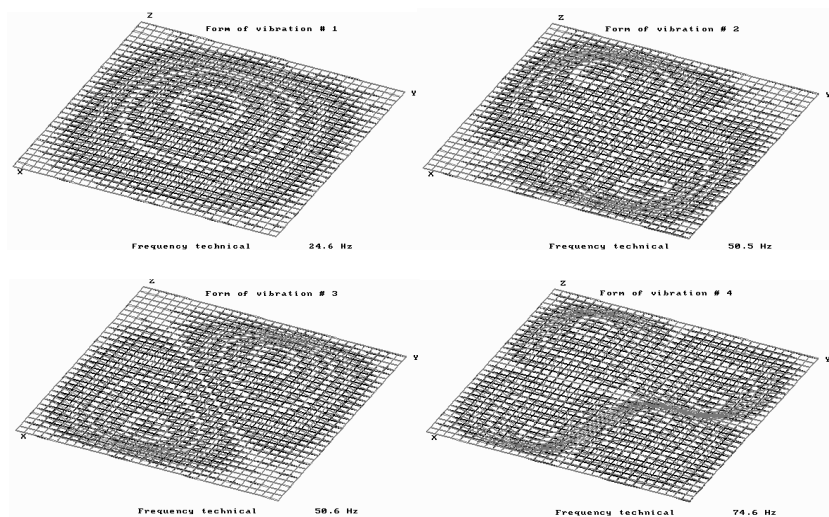 Z
Form of vibration # 1
Y
X
Frequency technical 24.6 Hz
Z
Form of vibration # 2
Y
X
Frequency technical 50.5 Hz
Z
Form of vibration # 3
Y
X
Frequency technical 50.6 Hz
Z
Form of vibration # 4
Y
X
Frequency technical 74.6 Hz